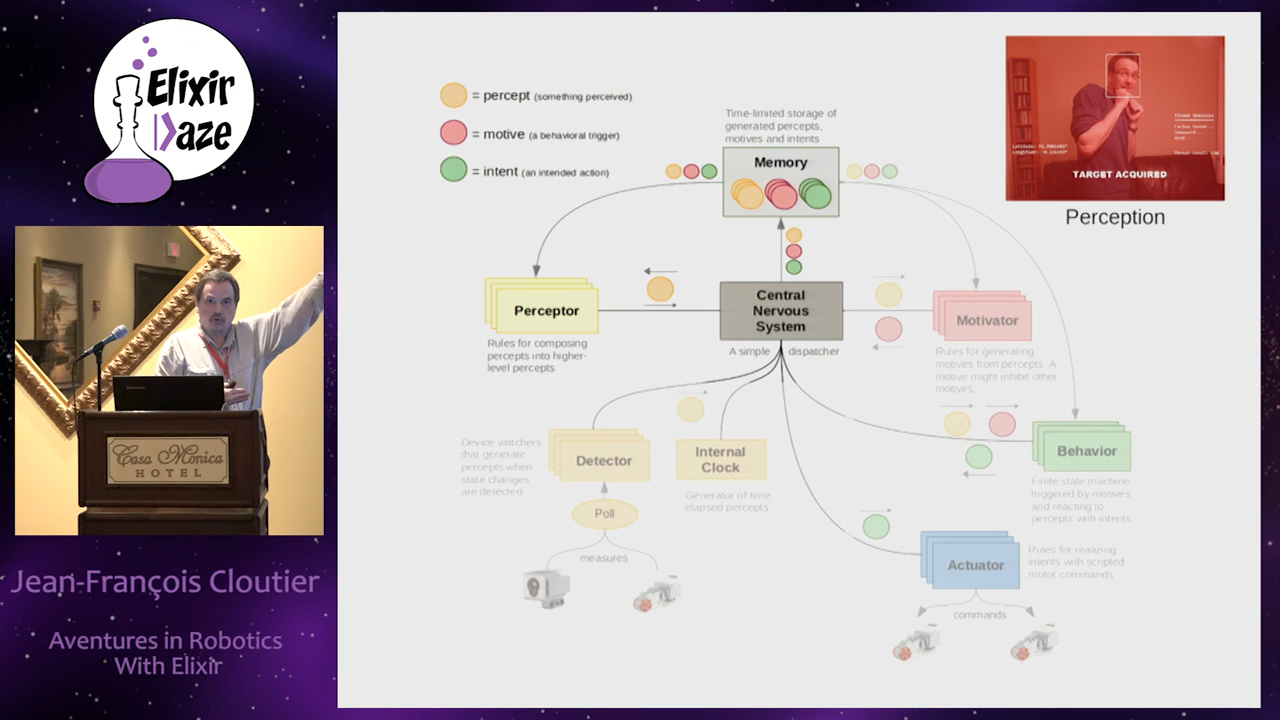 Elixir
Daze
= percept (something perceived)
= motive (a behavioral trigger)
= intent (an intended action)
Time-limited storage of
generated percepts,
motives and intents
Memory
TARGET ACQUIRED
Perception
Perceptor
Rules for composing
percepts into higher-
level percepts
Central
Nervous
System
A simple dispatcher
Motivator
Rules for generating
motives from percepts. A
motive might inhibit other
motives.
Device watchers
that generate
percepts when
state changes
are detected
Detector
Internal
Clock
Generator of time
elapsed percepts
Poll
measures
Behavior
Finite state machine
triggered by motives
and reacting to
percepts with intents
Actuator
Rules for realizing
intents with scripted
motor commands
commands
Casa Monica
HOTEL
Jean-François Cloutier
Aventures in Robotics
With Elixir